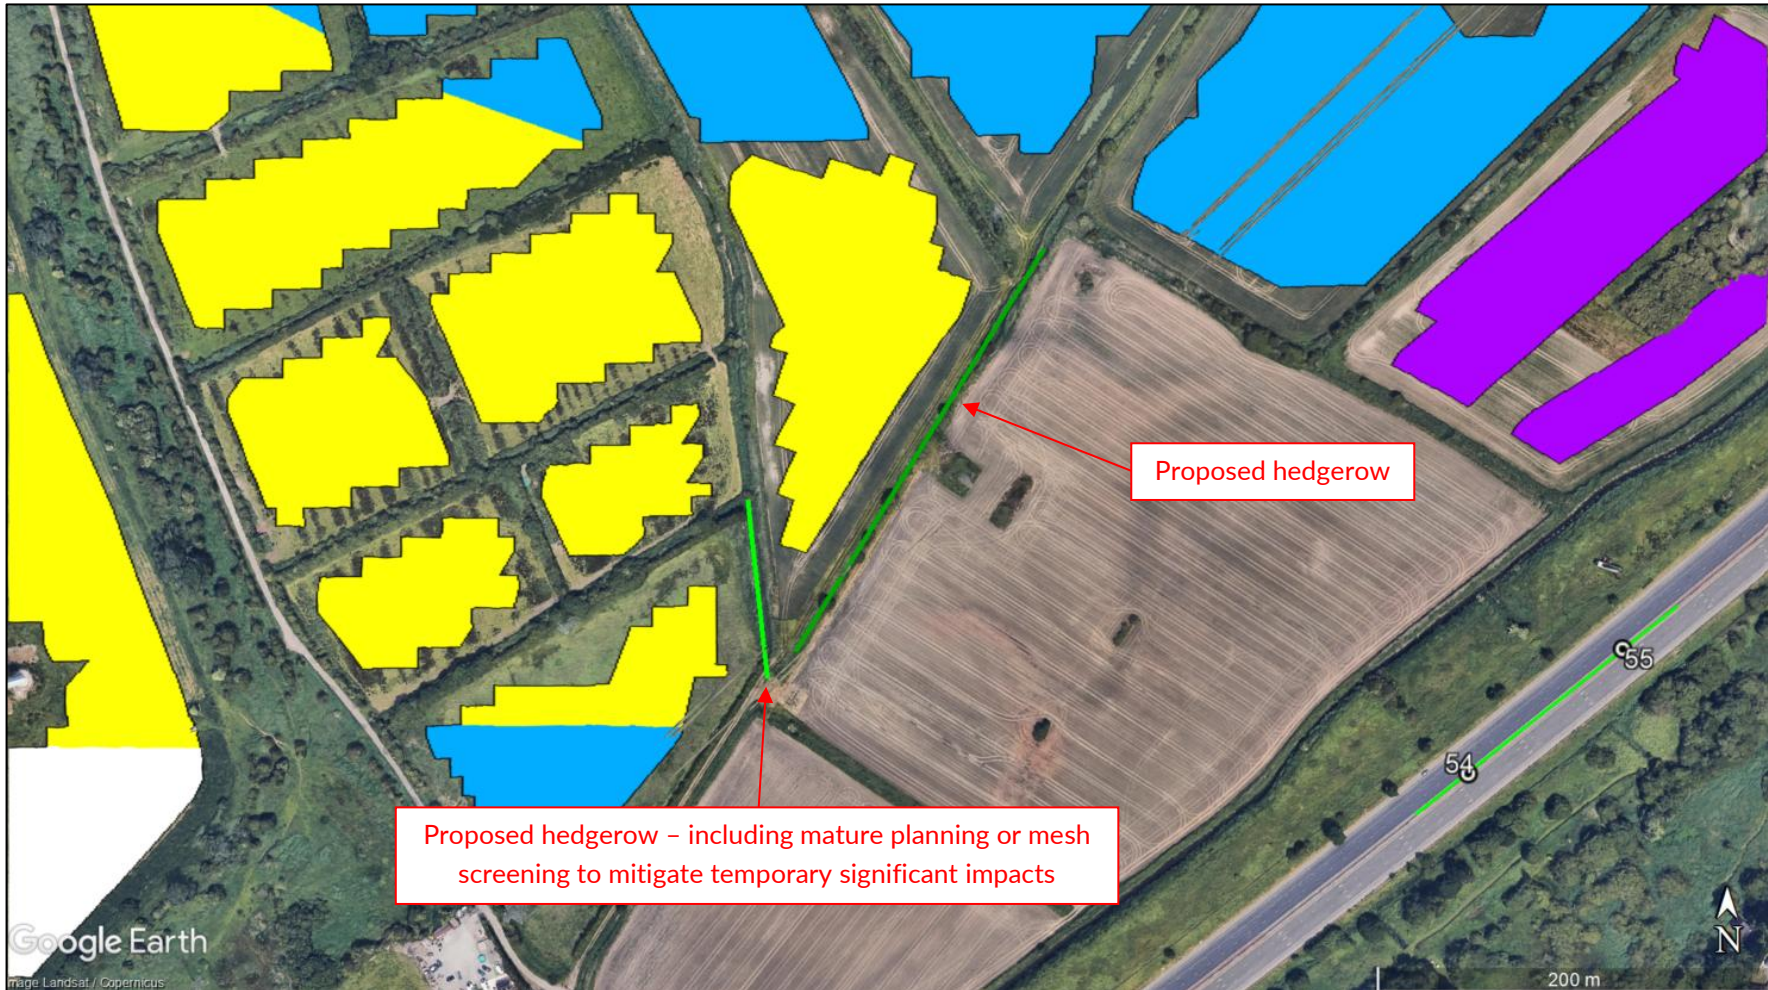 Proposed hedgerow
55
54
Proposed hedgerow – including mature planning or mesh
screening to mitigate temporary significant impacts
Google Earth
N
mage Landsat / Copernicus
200 m